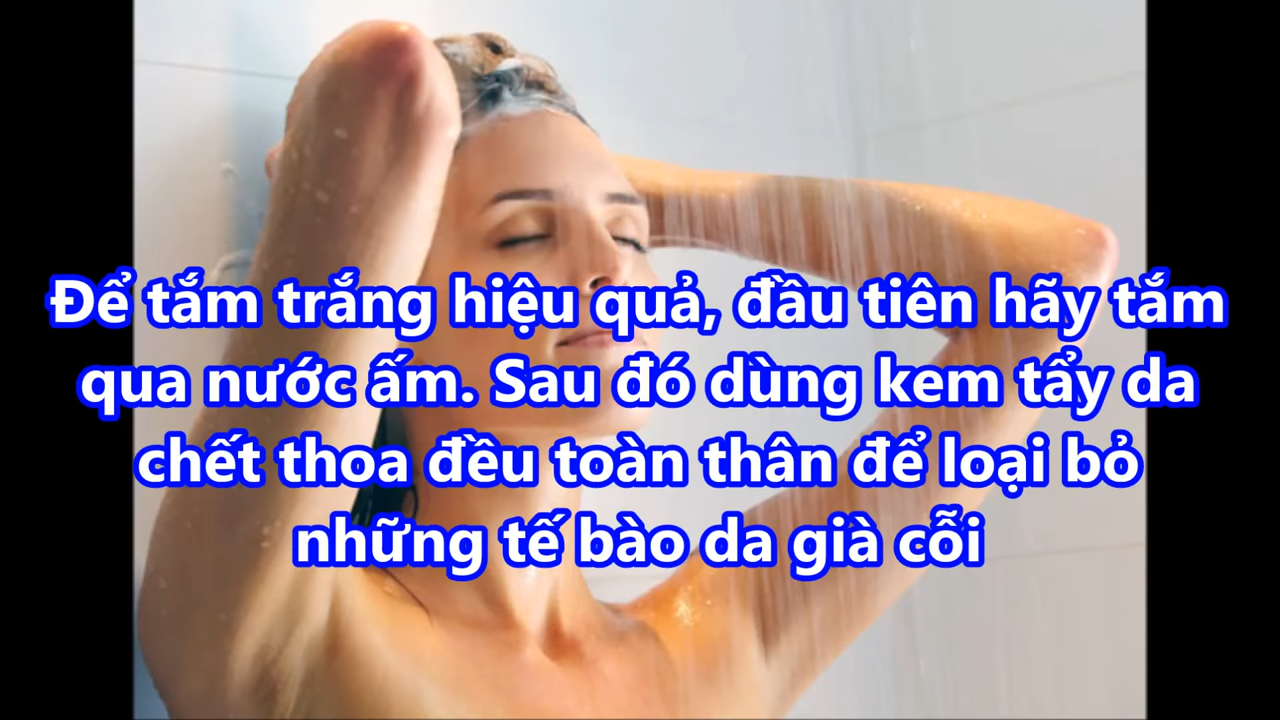 Để tắm trắng hiệu quả, đầu tiên hãy tắm
qua nước ấm. Sau đó dùng kem tẩy da
chết thoa đều toàn thân để loại bỏ
những tế bào da già cỗi